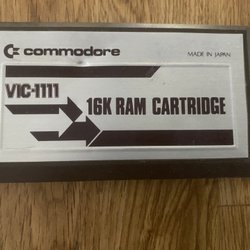 commodore MADE IN JAPAN
VIC-1111
16K RAM CARTRIDGE